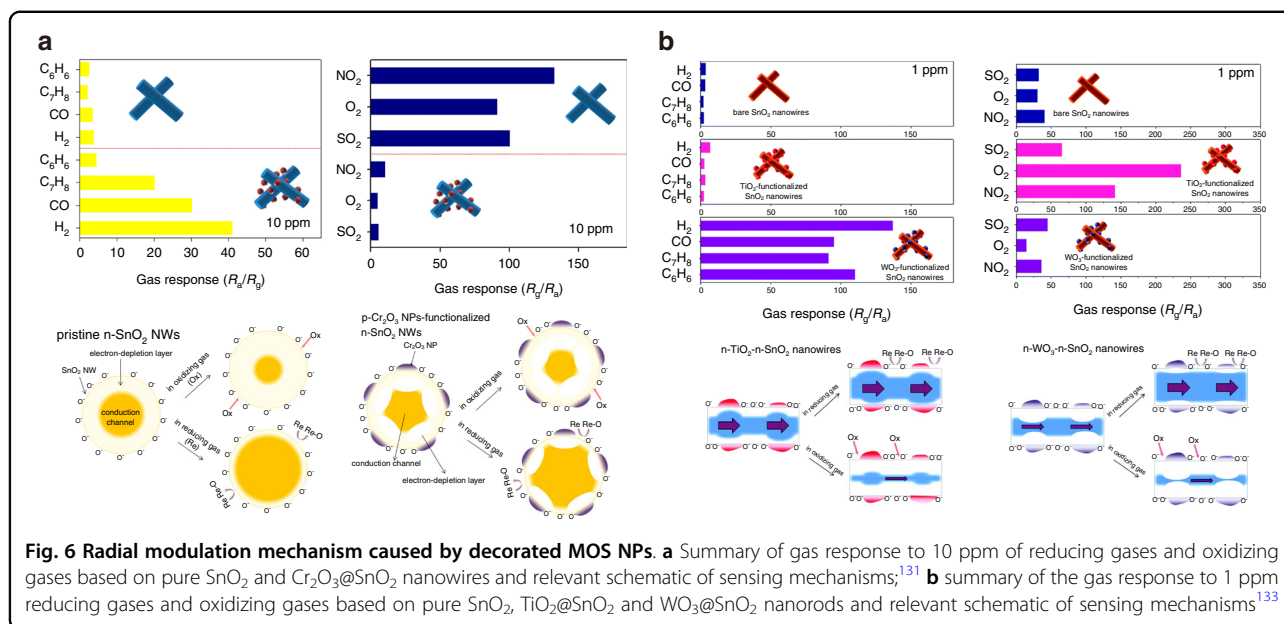 a
C₆H₆
C₇H₈
CO
H₂
C₆H₆
C₇H₈
CO
H₂
10 ppm
0 10 20 30 40 50 60
Gas response (Rₐ/R_g)
NO₂
O₂
SO₂
NO₂
O₂
SO₂
10 ppm
0 50 100 150
Gas response (R_g/Rₐ)
pristine n-SnO₂ NWs
electron-depletion layer
SnO₂ NW
conduction
channel
in oxidizing gas
(Ox)
in reducing gas
(Re)
Ox
Ox
Re Re-O
Re Re-O
p-Cr₂O₃ NPs-functionalized
n-SnO₂ NWs
Cr₂O₃ NP
in oxidizing gas
in reducing gas
conduction channel
electron-depletion layer
Ox
Ox
Re Re-O
Re Re-O
b
H₂
CO
C₇H₈
C₆H₆
1 ppm
bare SnO₂ nanowires
0 50 100 150
H₂
CO
C₇H₈
C₆H₆
TiO₂-functionalized
SnO₂ nanowires
0 50 100 150
H₂
CO
C₇H₈
C₆H₆
WO₃-functionalized
SnO₂ nanowires
0 50 100 150
Gas response (R_g/Rₐ)
SO₂
O₂
NO₂
1 ppm
bare SnO₂ nanowires
0 50 100 150 200 250 300 350
SO₂
O₂
NO₂
TiO₂-functionalized
SnO₂ nanowires
0 50 100 150 200 250 300 350
SO₂
O₂
NO₂
WO₃-functionalized
SnO₂ nanowires
0 50 100 150 200 250 300 350
Gas response (R_g/Rₐ)
n-TiO₂-n-SnO₂ nanowires
in reducing gas
in oxidizing gas
Re Re-O Re Re-O
Ox
Ox
n-WO₃-n-SnO₂ nanowires
in reducing gas
in oxidizing gas
Re Re-O Re Re-O
Ox
Ox
Fig. 6 Radial modulation mechanism caused by decorated MOS NPs. a Summary of gas response to 10 ppm of reducing gases and oxidizing
gases based on pure SnO₂ and Cr₂O₃@SnO₂ nanowires and relevant schematic of sensing mechanisms;¹³¹ b summary of the gas response to 1 ppm
reducing gases and oxidizing gases based on pure SnO₂, TiO₂@SnO₂ and WO₃@SnO₂ nanorods and relevant schematic of sensing mechanisms¹³³